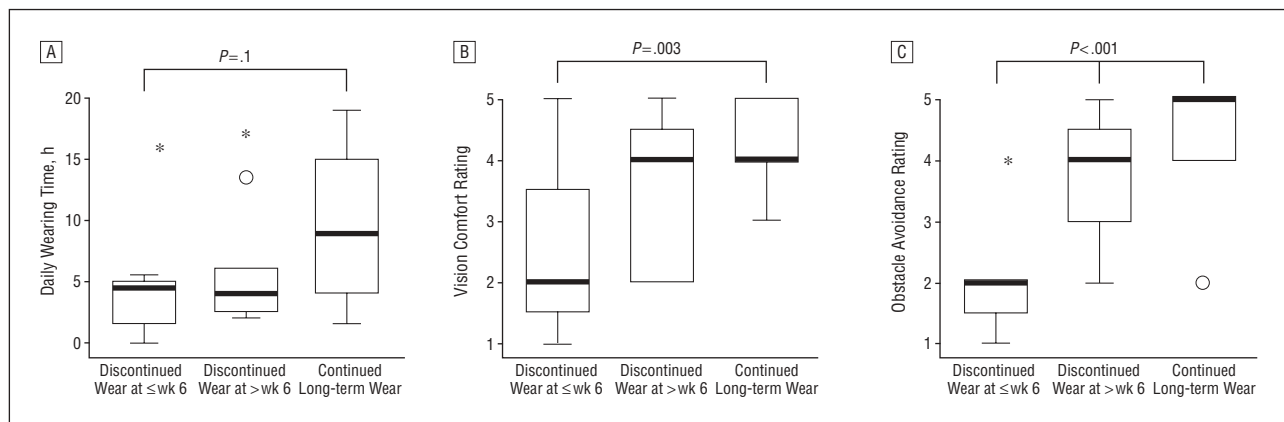 A
P=.1
Daily Wearing Time, h
20
15
10
5
0
*
*
Discontinued
Wear at ≤wk 6
Discontinued
Wear at >wk 6
Continued
Long-term Wear
B
P=.003
Vision Comfort Rating
5
4
3
2
1
Discontinued
Wear at ≤wk 6
Discontinued
Wear at >wk 6
Continued
Long-term Wear
C
P<.001
Obstacle Avoidance Rating
5
4
3
2
1
*
Discontinued
Wear at ≤wk 6
Discontinued
Wear at >wk 6
Continued
Long-term Wear